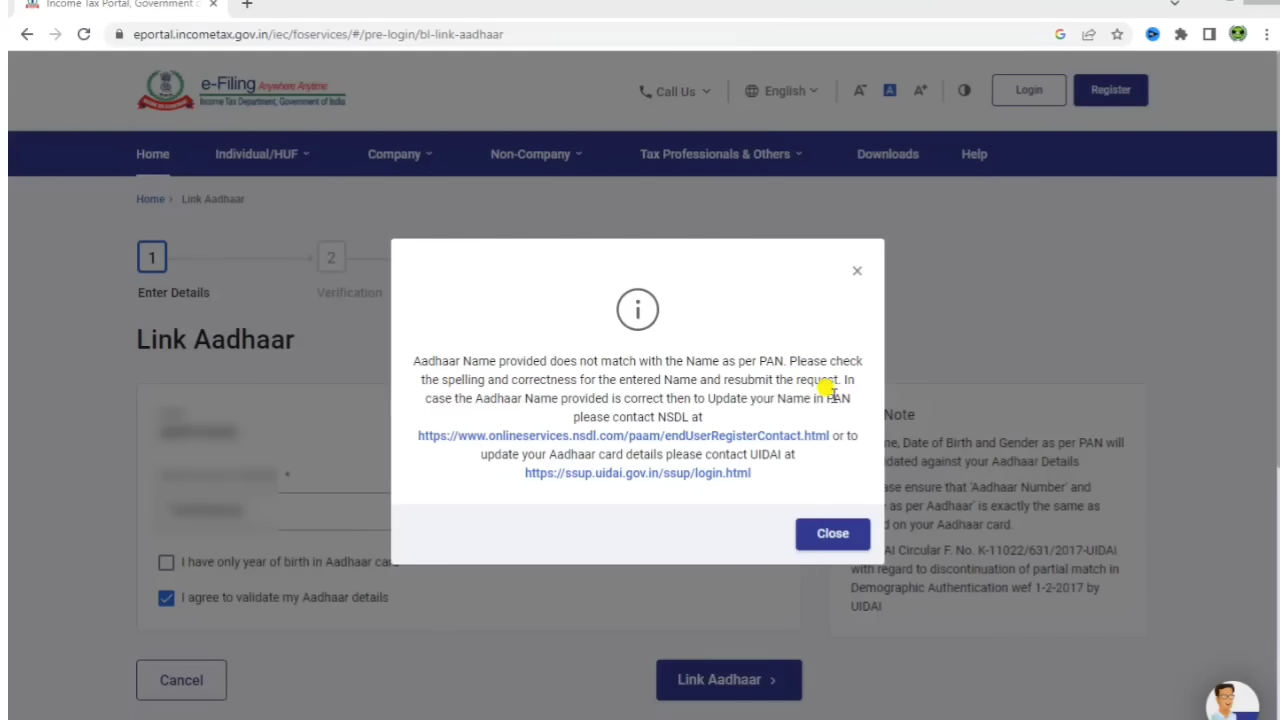 Income Tax Portal, Government
eportal.incometax.gov.in/iec/foservices/#/pre-login/bl-link-aadhaar
e-Filing Anywhere Anytime
Income Tax Department, Government of India
Call Us
English
A
A
A+
Login
Register
Home
Individual/HUF
Company
Non-Company
Tax Professionals & Others
Downloads
Help
Home > Link Aadhaar
1
2
Enter Details
Verification
Link Aadhaar
Aadhaar Name provided does not match with the Name as per PAN. Please check
the spelling and correctness for the entered Name and resubmit the request. In
case the Aadhaar Name provided is correct then to Update your Name in PAN
please contact NSDL at
https://www.onlineservices.nsdl.com/paam/endUserRegisterContact.html or to
update your Aadhaar card details please contact UIDAI at
https://ssup.uidai.gov.in/ssup/login.html
Close
*
I have only year of birth in Aadhaar
I agree to validate my Aadhaar details
Note
Date of Birth and Gender as per PAN will
against your Aadhaar Details
ensure that 'Aadhaar Number' and
as per Aadhaar' is exactly the same as
on your Aadhaar card.
Circular F. No. K-11022/631/2017-UIDAI
with regard to discontinuation of partial match in
Demographic Authentication wef 1-2-2017 by
UIDAI
Cancel
Link Aadhaar >